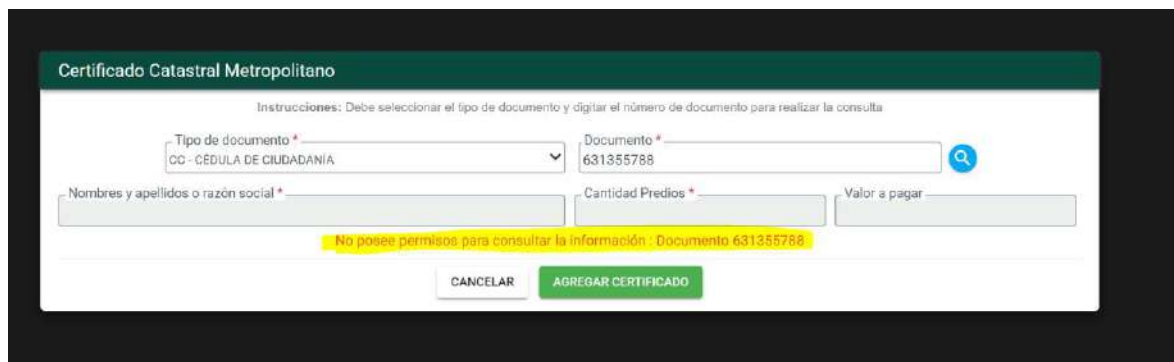 Certificado Catastral Metropolitano
Instrucciones: Debe seleccionar el tipo de documento y digitar el número de documento para realizar la consulta
Tipo de documento *
CC - CÉDULA DE CIUDADANÍA
Documento *
631355788
Nombres y apellidos o razón social *
Cantidad Predios *
Valor a pagar
No posee permisos para consultar la información : Documento 631355788
CANCELAR
AGREGAR CERTIFICADO